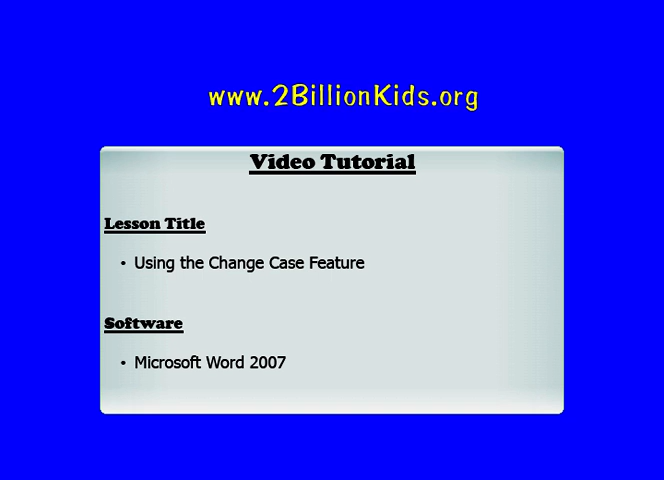 www.2BillionKids.org
Video Tutorial
Lesson Title
• Using the Change Case Feature
Software
• Microsoft Word 2007